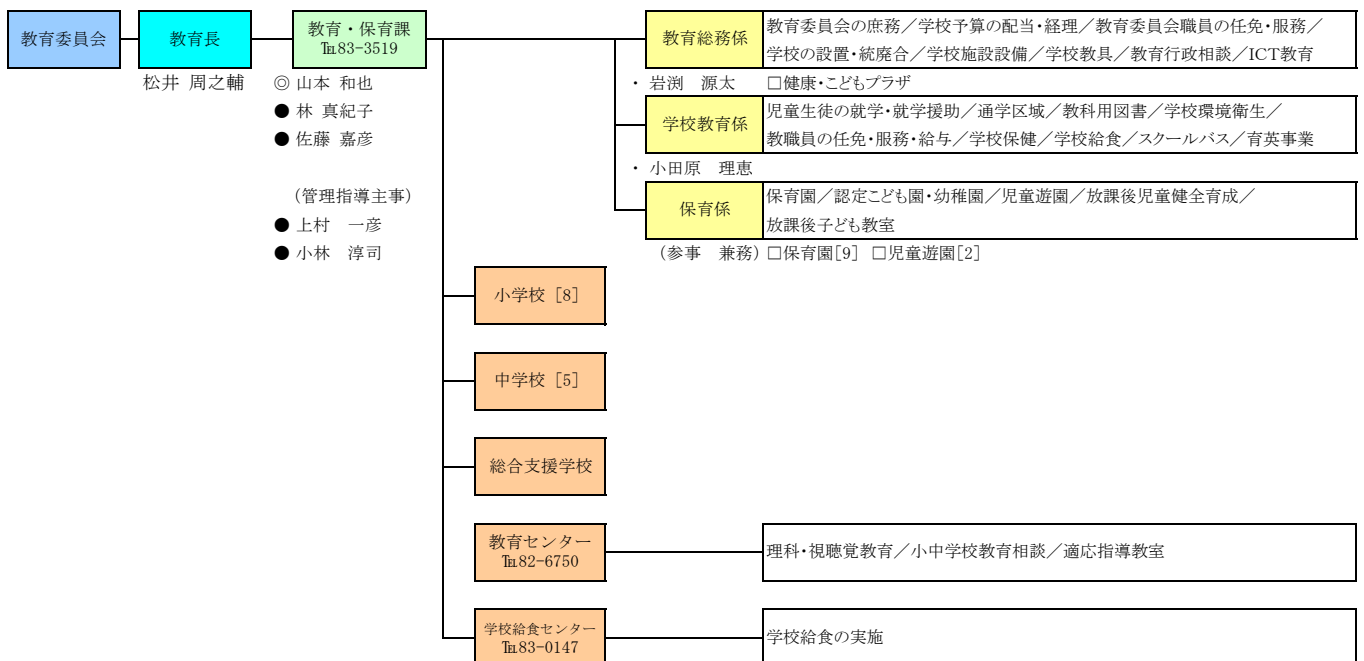 教育委員会
教育長
松井 周之輔
教育・保育課
℡83-3519
◎ 山本 和也
● 林 真紀子
● 佐藤 嘉彦
(管理指導主事)
● 上村　一彦
● 小林　淳司
教育総務係
教育委員会の庶務/学校予算の配当・経理/教育委員会職員の任免・服務/
学校の設置・統廃合/学校施設設備/学校教具/教育行政相談/ICT教育
・ 岩渕　源太　□健康・こどもプラザ
学校教育係
児童生徒の就学・就学援助/通学区域/教科用図書/学校環境衛生/
教職員の任免・服務・給与/学校保健/学校給食/スクールバス/育英事業
・ 小田原　理恵
保育係
保育園/認定こども園・幼稚園/児童遊園/放課後児童健全育成/
放課後子ども教室
(参事　兼務) □保育園[9] □児童遊園[2]
小学校 [8]
中学校 [5]
総合支援学校
教育センター
℡82-6750
理科・視聴覚教育/小中学校教育相談/適応指導教室
学校給食センター
℡83-0147
学校給食の実施